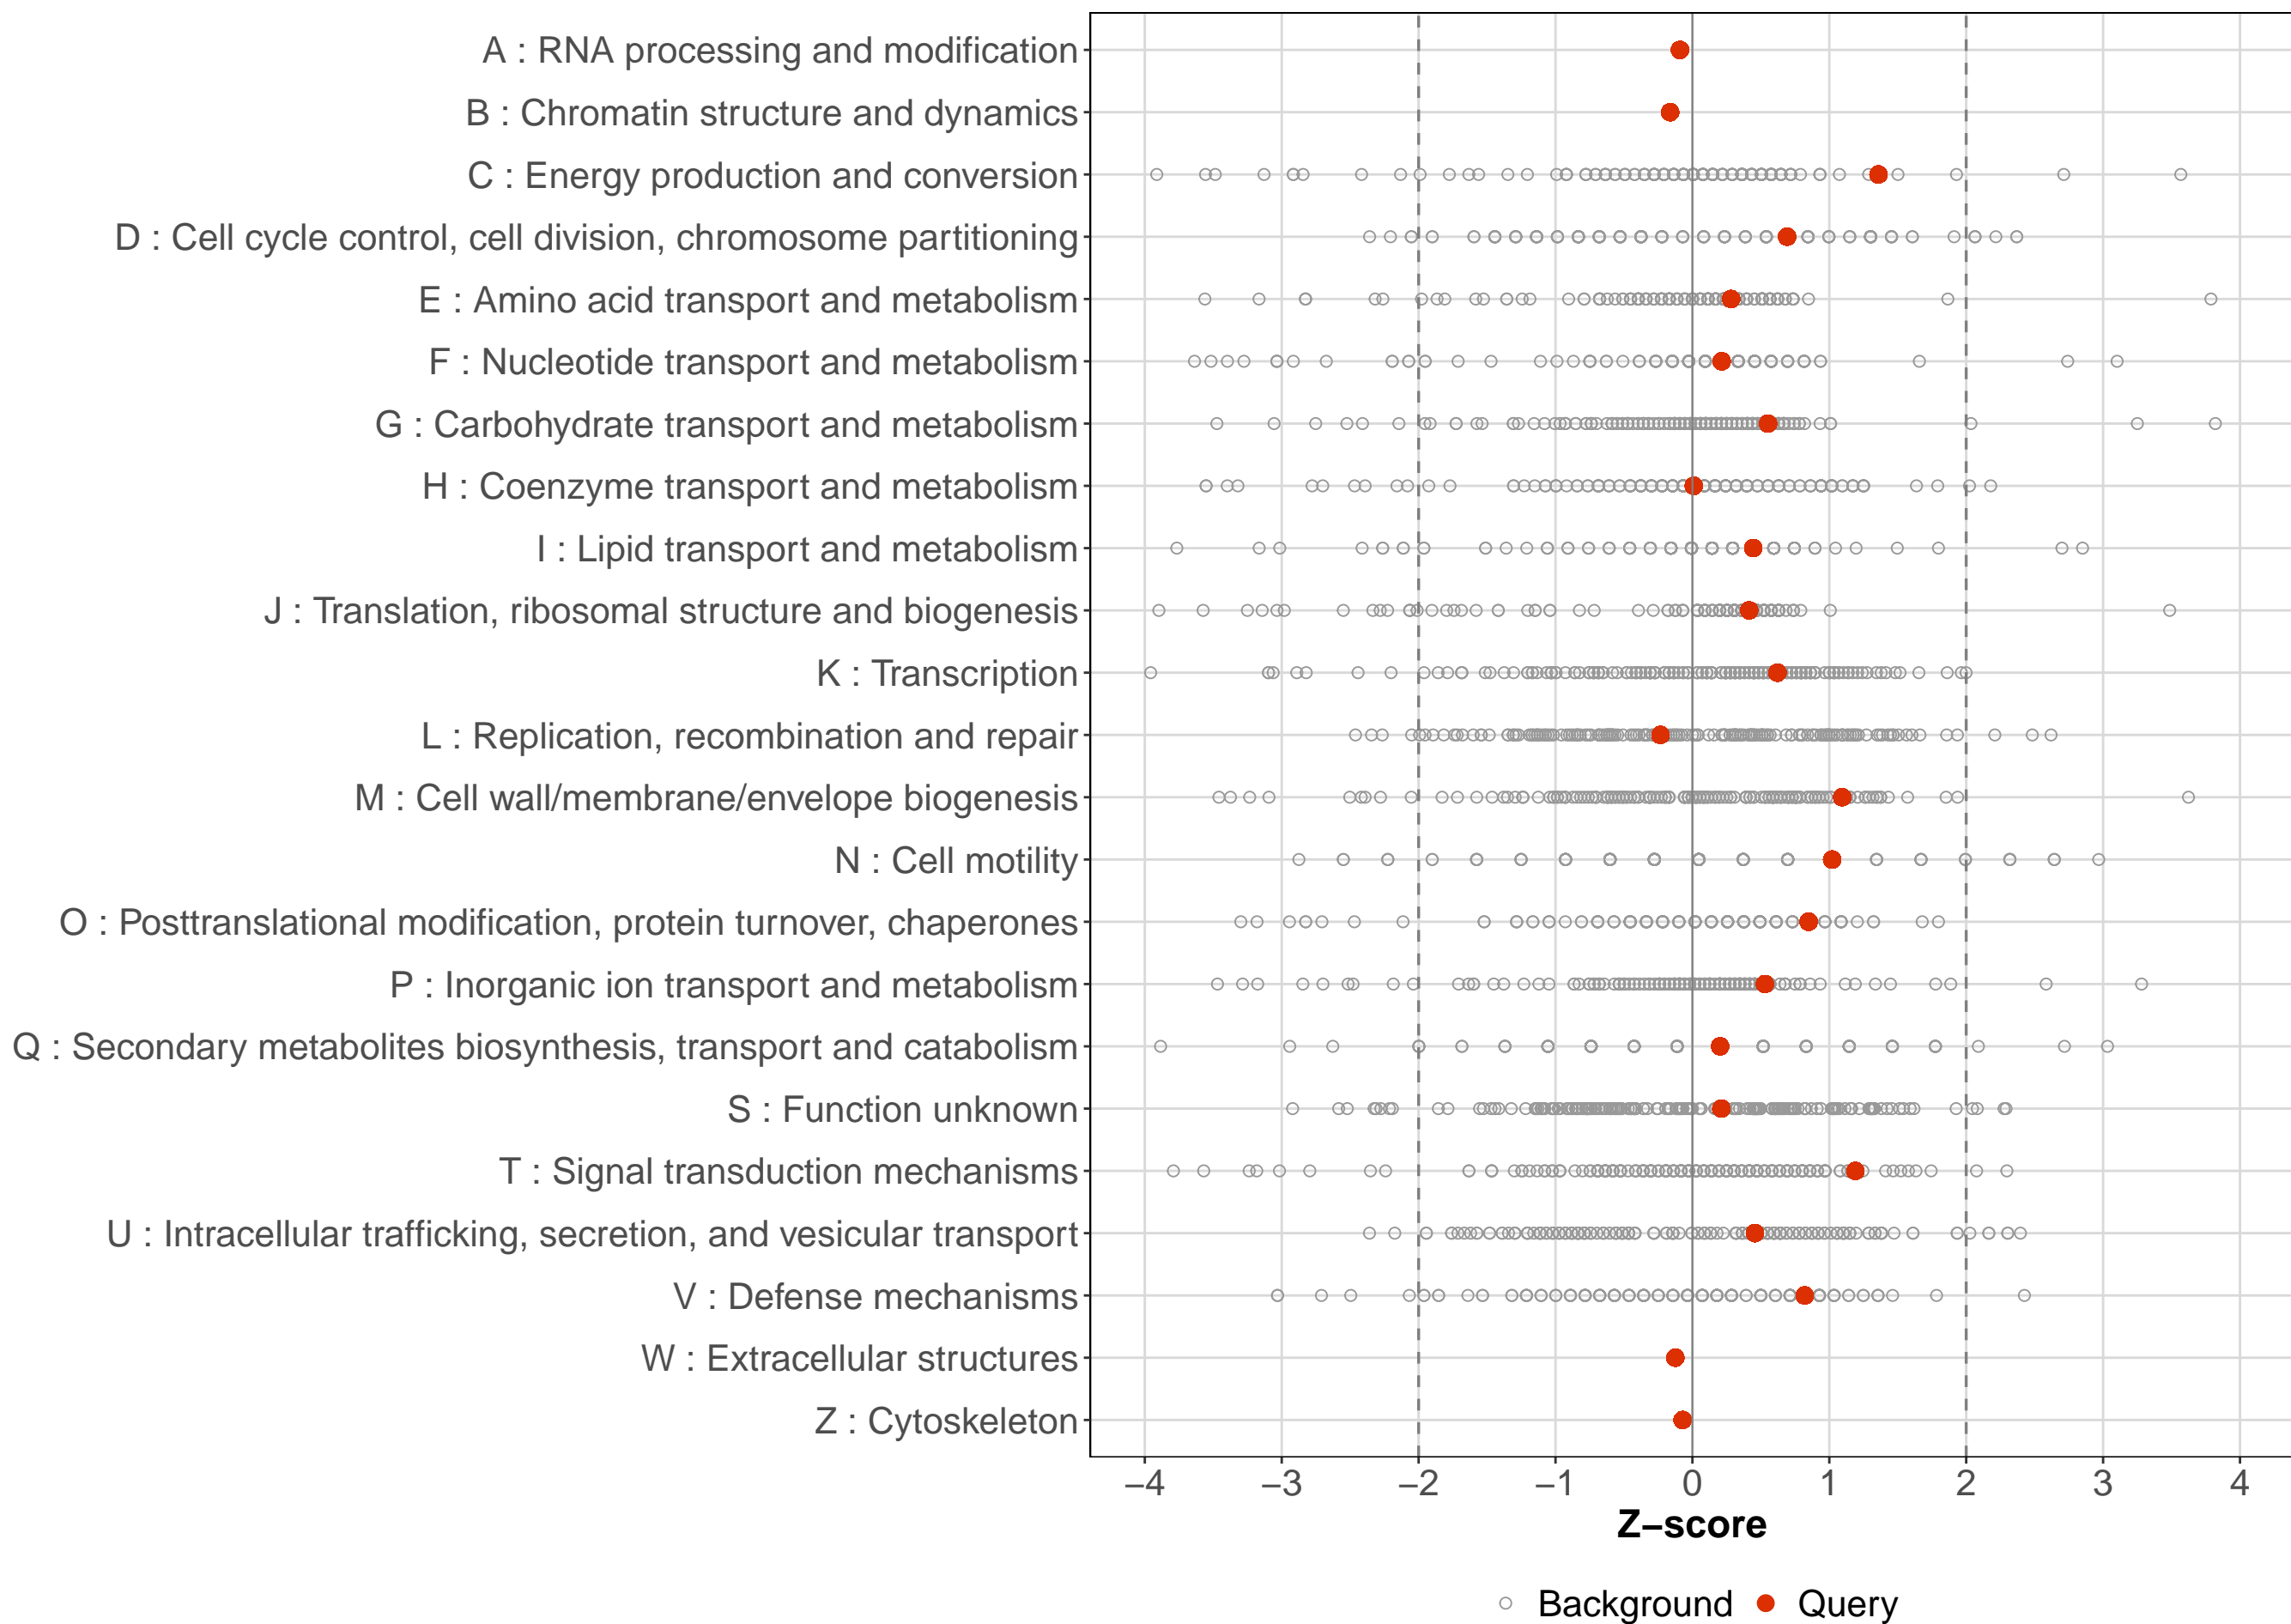 A : RNA processing and modification
B : Chromatin structure and dynamics
C : Energy production and conversion
D : Cell cycle control, cell division, chromosome partitioning
E : Amino acid transport and metabolism
F : Nucleotide transport and metabolism
G : Carbohydrate transport and metabolism
H : Coenzyme transport and metabolism
I : Lipid transport and metabolism
J : Translation, ribosomal structure and biogenesis
K : Transcription
L : Replication, recombination and repair
M : Cell wall/membrane/envelope biogenesis
N : Cell motility
O : Posttranslational modification, protein turnover, chaperones
P : Inorganic ion transport and metabolism
Q : Secondary metabolites biosynthesis, transport and catabolism
S : Function unknown
T : Signal transduction mechanisms
U : Intracellular trafficking, secretion, and vesicular transport
V : Defense mechanisms
W : Extracellular structures
Z : Cytoskeleton
−4 −3 −2 −1 0 1 2 3 4
Z−score
Background Query